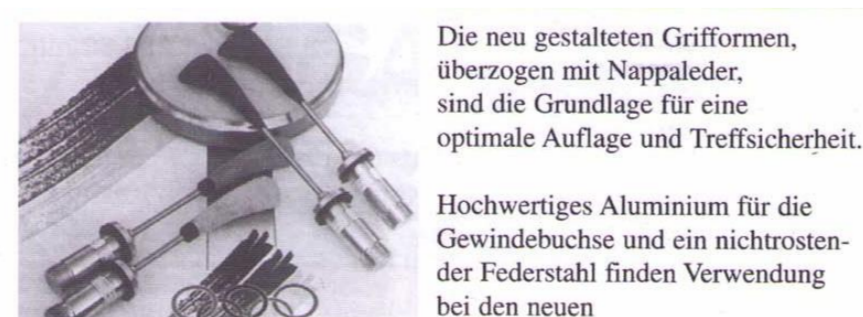 Die neu gestalteten Grifformen,
überzogen mit Nappaleder,
sind die Grundlage für eine
optimale Auflage und Treffsicherheit.
Hochwertiges Aluminium für die
Gewindebuchse und ein nichtrosten-
der Federstahl finden Verwendung
bei den neuen